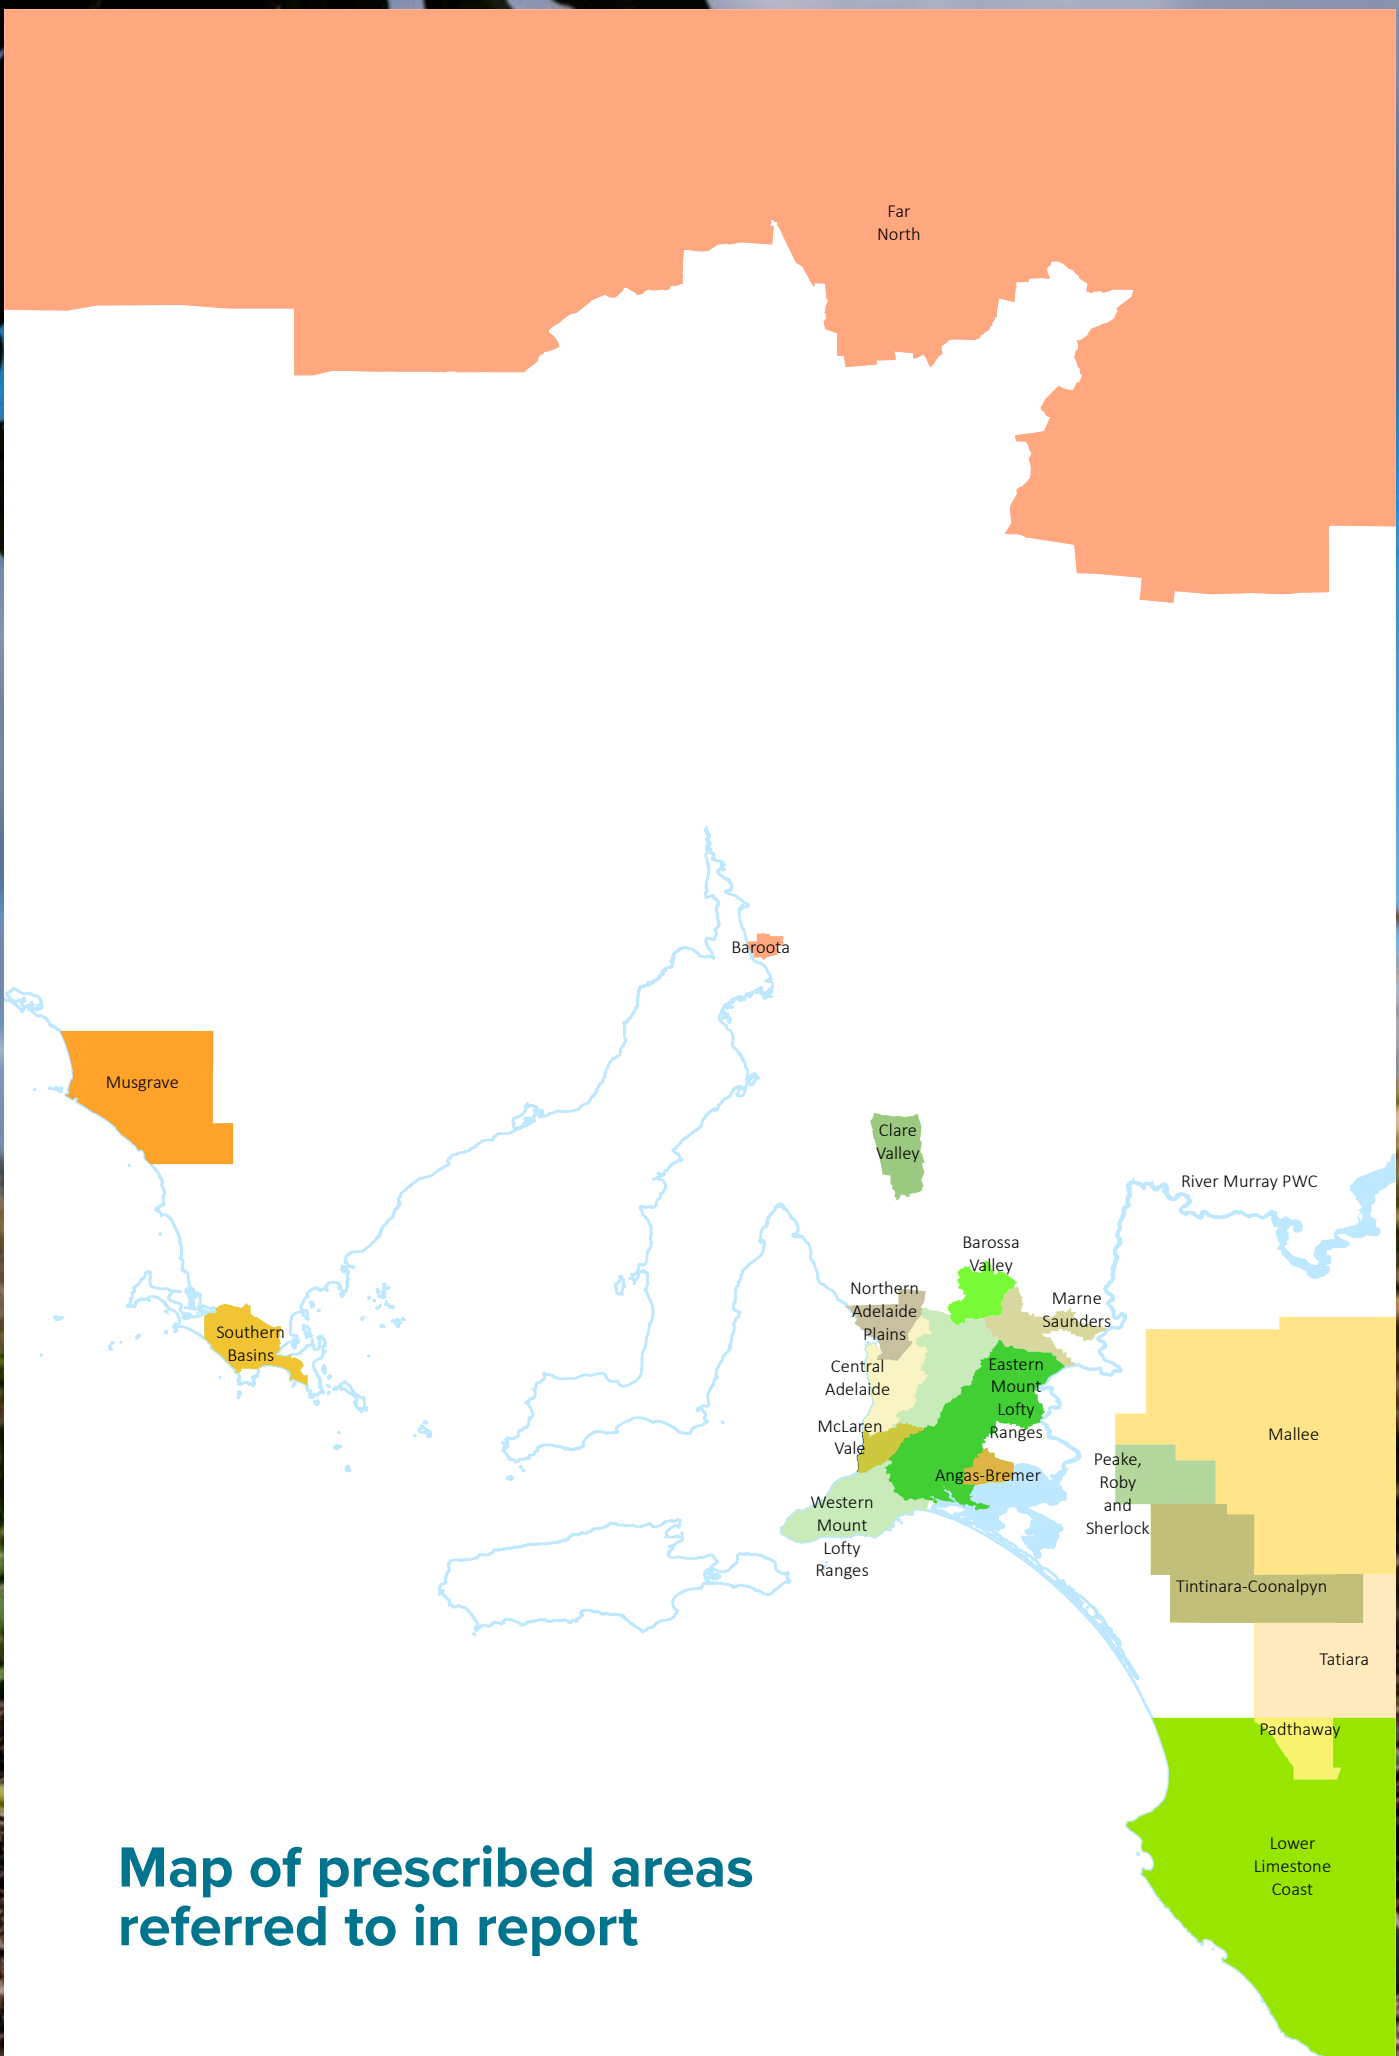 Far
North
Baroota
Musgrave
Clare
Valley
River Murray PWC
Barossa
Valley
Northern
Adelaide
Plains
Marne
Saunders
Southern
Basins
Central
Adelaide
Eastern
Mount
Lofty
Ranges
McLaren
Vale
Mallee
Peake,
Roby
and
Sherlock
Angas-Bremer
Western
Mount
Lofty
Ranges
Tintinara-Coonalpyn
Tatiara
Padthaway
Lower
Limestone
Coast
Map of prescribed areas
referred to in report